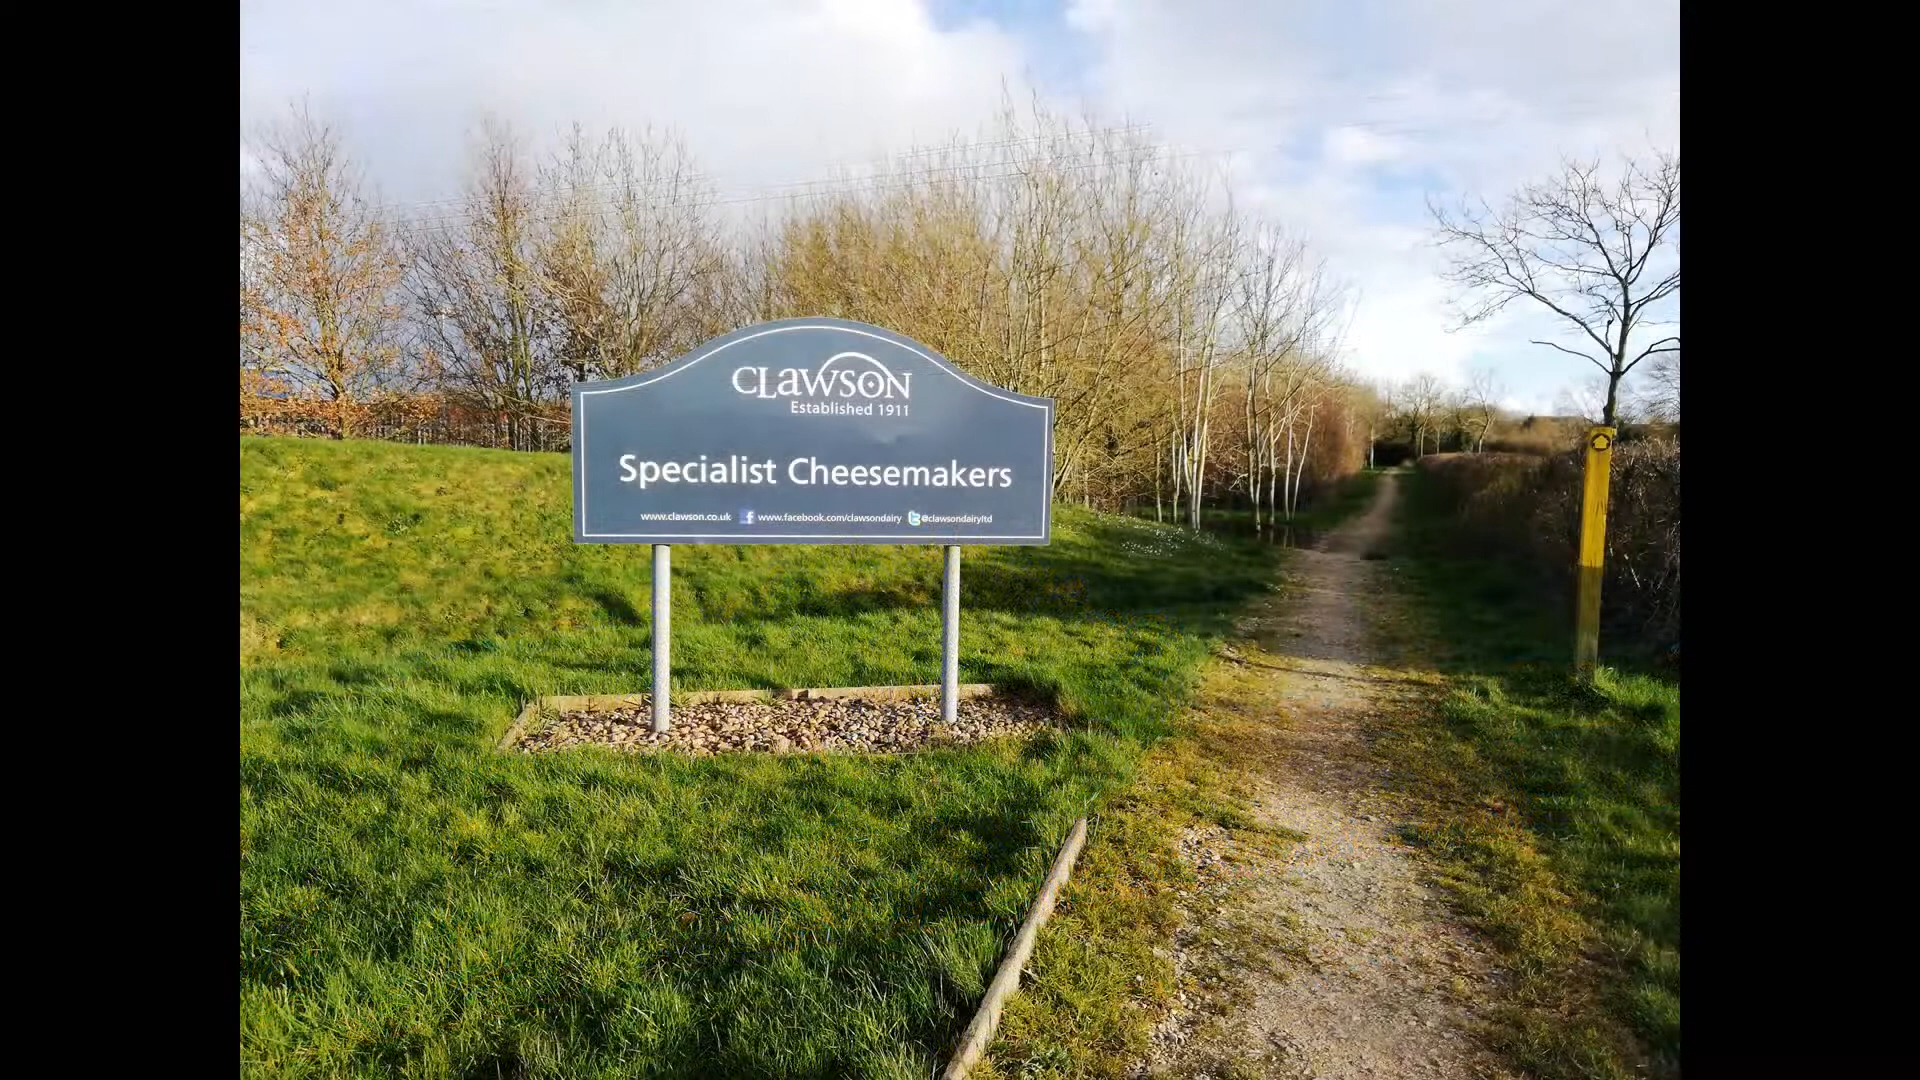 CLAWSON
Established 1911
Specialist Cheesemakers
www.clawson.co.uk f www.facebook.com/clawsondairy @clawsondairyltd